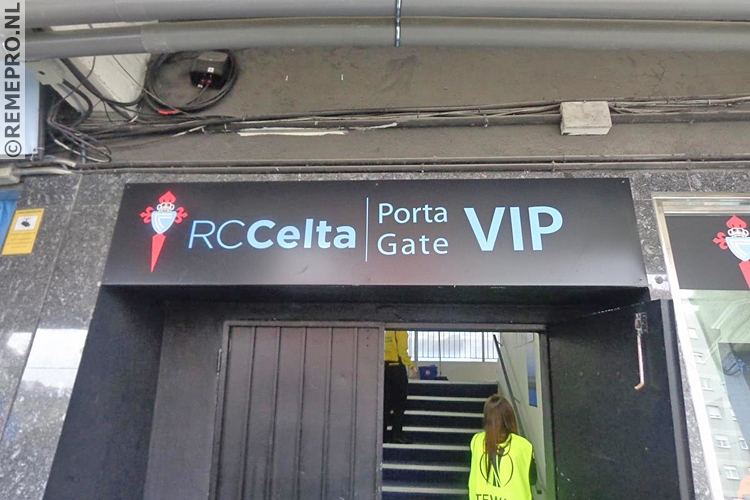 ©REMEPRO.NL
RCCelta
Porta
Gate
VIP